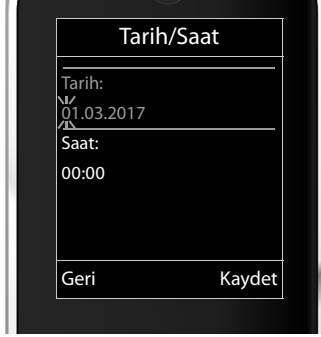 Tarih/Saat
Tarih:
01.03.2017
Saat:
00:00
Geri Kaydet